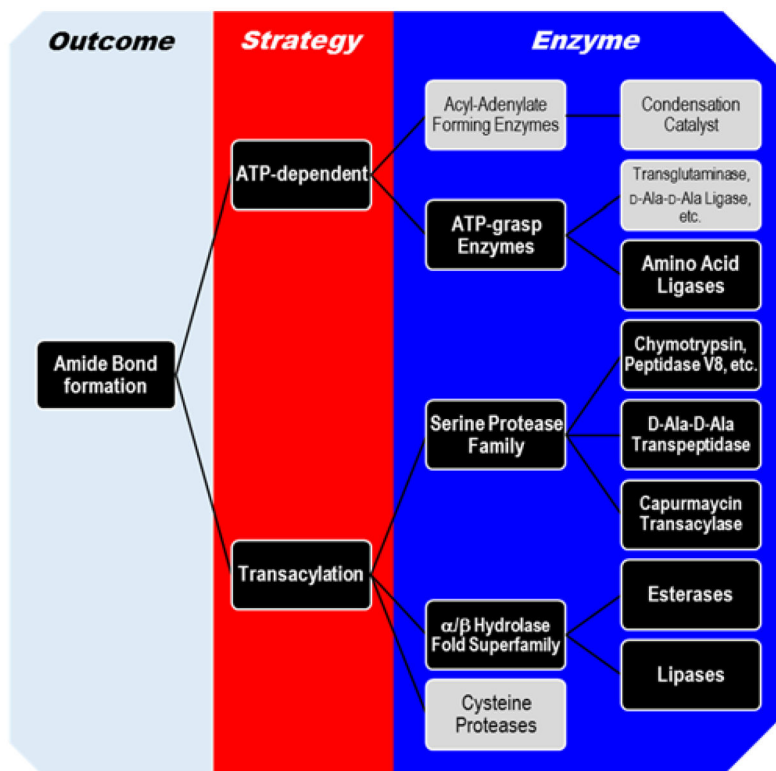 Outcome
Strategy
Enzyme
Acyl-Adenylate
Forming Enzymes
Condensation
Catalyst
ATP-dependent
Transglutaminase,
D-Ala-D-Ala Ligase,
etc.
ATP-grasp
Enzymes
Amino Acid
Ligases
Amide Bond
formation
Chymotrypsin,
Peptidase V8, etc.
Serine Protease
Family
D-Ala-D-Ala
Transpeptidase
Capurmaycin
Transacylase
Transacylation
α/β Hydrolase
Fold Superfamily
Esterases
Lipases
Cysteine
Proteases